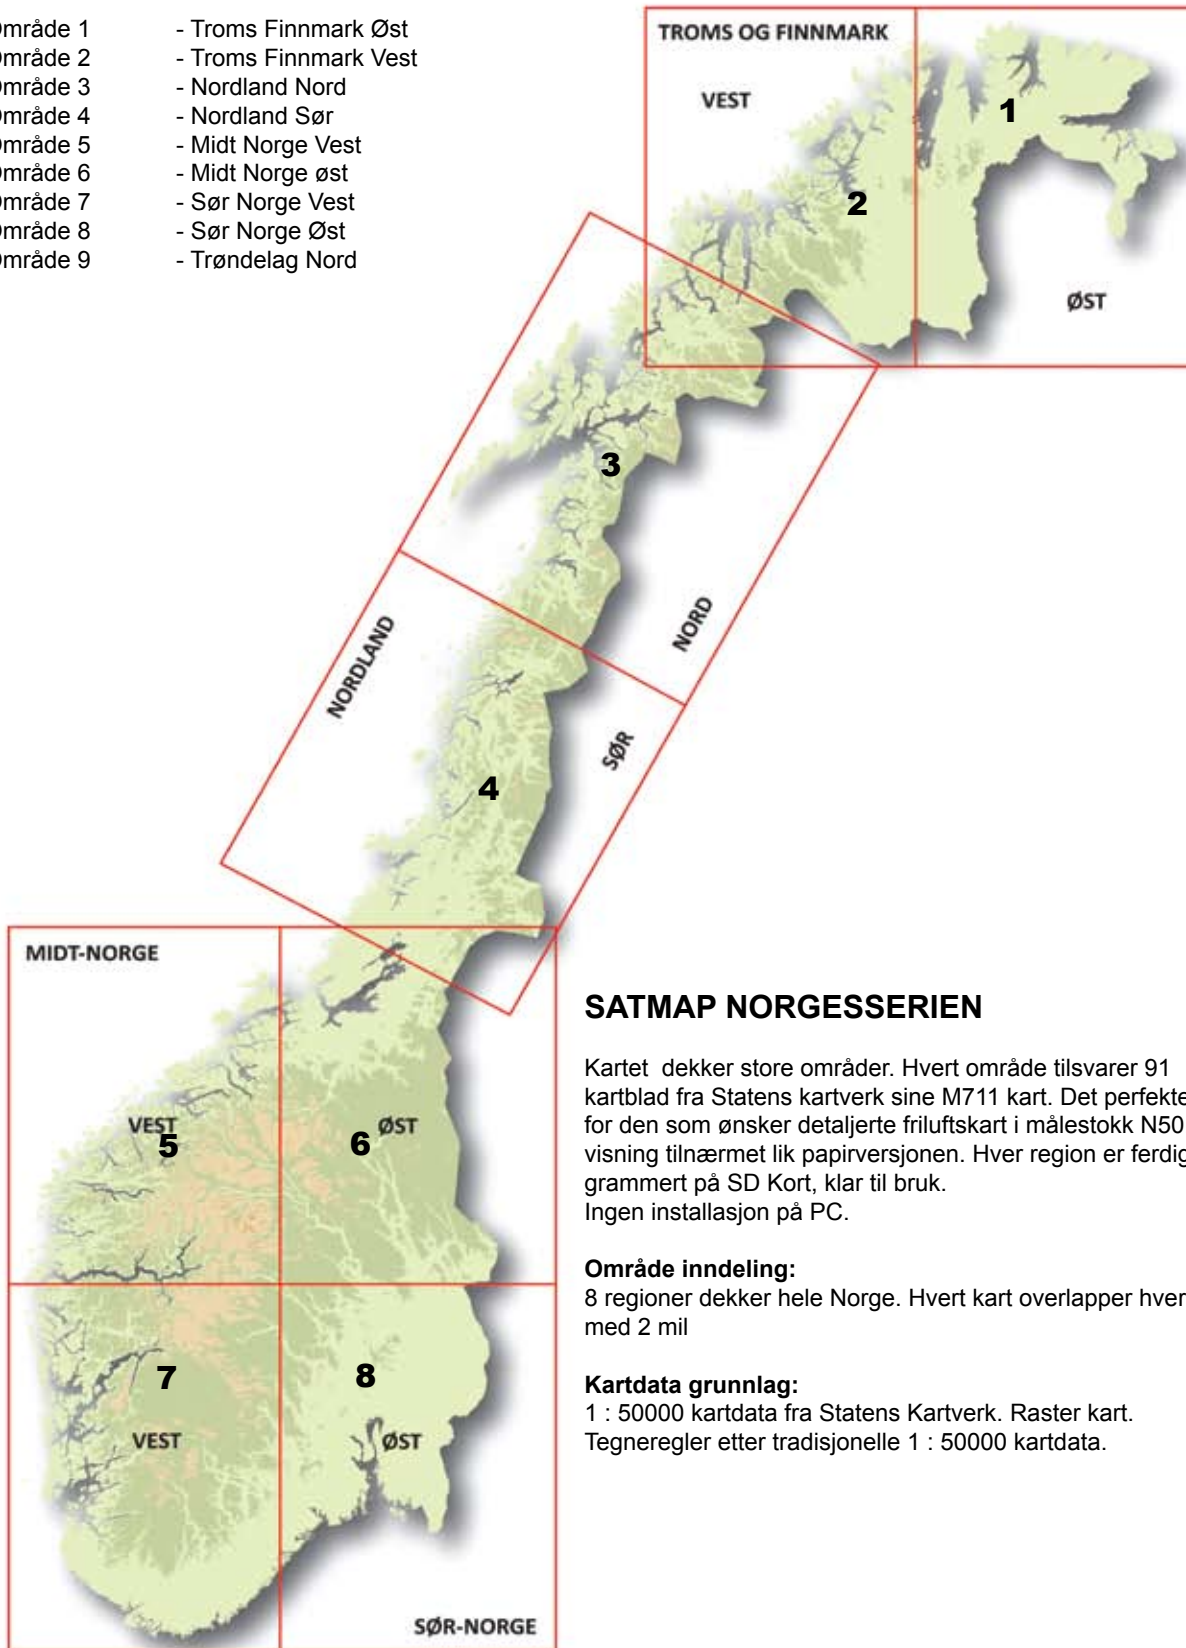 mråde 1 - Troms Finnmark Øst
mråde 2 - Troms Finnmark Vest
mråde 3 - Nordland Nord
mråde 4 - Nordland Sør
mråde 5 - Midt Norge Vest
mråde 6 - Midt Norge øst
mråde 7 - Sør Norge Vest
mråde 8 - Sør Norge Øst
mråde 9 - Trøndelag Nord
TROMS OG FINNMARK
VEST
1
2
ØST
3
NORD
NORDLAND
SØR
4
MIDT-NORGE
VEST
5
6
ØST
7
VEST
8
ØST
SØR-NORGE
SATMAP NORGESSERIEN
Kartet dekker store områder. Hvert område tilsvarer 91
kartblad fra Statens kartverk sine M711 kart. Det perfekte
for den som ønsker detaljerte friluftskart i målestokk N50
visning tilnærmet lik papirversjonen. Hver region er ferdig
grammert på SD Kort, klar til bruk.
Ingen installasjon på PC.
Område inndeling:
8 regioner dekker hele Norge. Hvert kart overlapper hver
med 2 mil
Kartdata grunnlag:
1 : 50000 kartdata fra Statens Kartverk. Raster kart.
Tegneregler etter tradisjonelle 1 : 50000 kartdata.